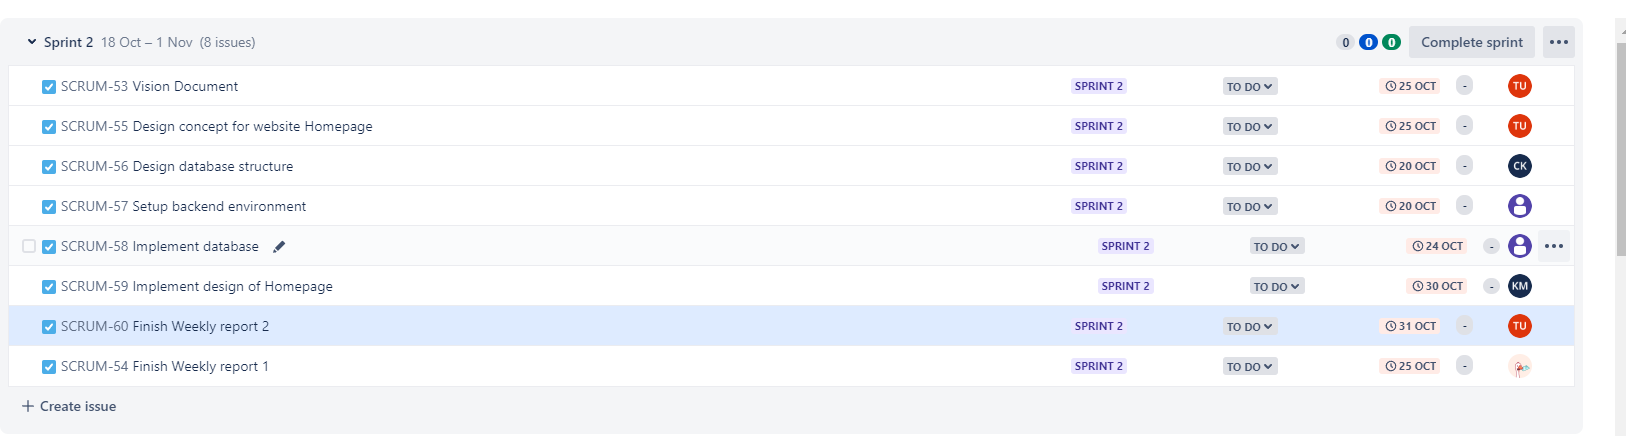 Sprint 2 18 Oct – 1 Nov (8 issues) 0 0 0 Complete sprint
SCRUM-53 Vision Document SPRINT 2 TO DO 25 OCT - TU
SCRUM-55 Design concept for website Homepage SPRINT 2 TO DO 25 OCT - TU
SCRUM-56 Design database structure SPRINT 2 TO DO 20 OCT - CK
SCRUM-57 Setup backend environment SPRINT 2 TO DO 20 OCT -
SCRUM-58 Implement database SPRINT 2 TO DO 24 OCT -
SCRUM-59 Implement design of Homepage SPRINT 2 TO DO 30 OCT - KM
SCRUM-60 Finish Weekly report 2 SPRINT 2 TO DO 31 OCT - TU
SCRUM-54 Finish Weekly report 1 SPRINT 2 TO DO 25 OCT -
+ Create issue